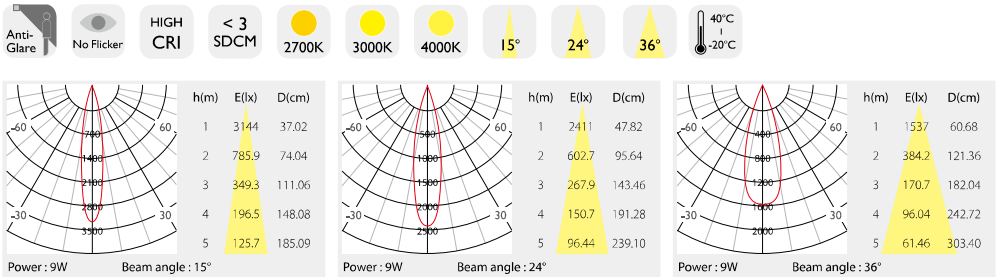 Anti-
Glare
No Flicker
HIGH
CRI
< 3
SDCM
2700K
3000K
4000K
15°
24°
36°
40°C
-20°C
-60 60
-30 30
700
1400
2100
2800
3500
h(m) E(lx) D(cm)
1 3144 37.02
2 785.9 74.04
3 349.3 111.06
4 196.5 148.08
5 125.7 185.09
Power : 9W Beam angle : 15°
-60 60
-30 30
500
1000
1500
2000
2500
h(m) E(lx) D(cm)
1 2411 47.82
2 602.7 95.64
3 267.9 143.46
4 150.7 191.28
5 96.44 239.10
Power : 9W Beam angle : 24°
-60 60
-30 30
400
800
1200
1600
2000
h(m) E(lx) D(cm)
1 1537 60.68
2 384.2 121.36
3 170.7 182.04
4 96.04 242.72
5 61.46 303.40
Power : 9W Beam angle : 36°